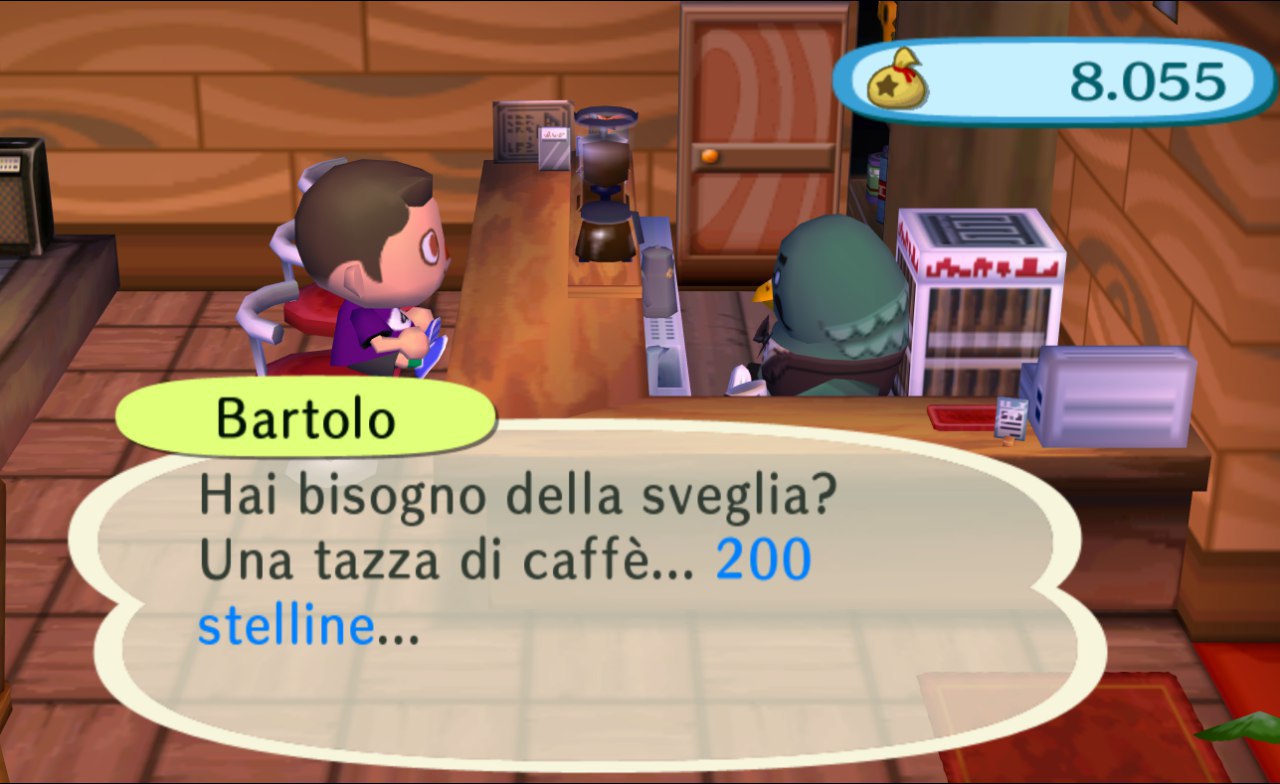 8.055
Bartolo
Hai bisogno della sveglia?
Una tazza di caffè... 200
stelline...